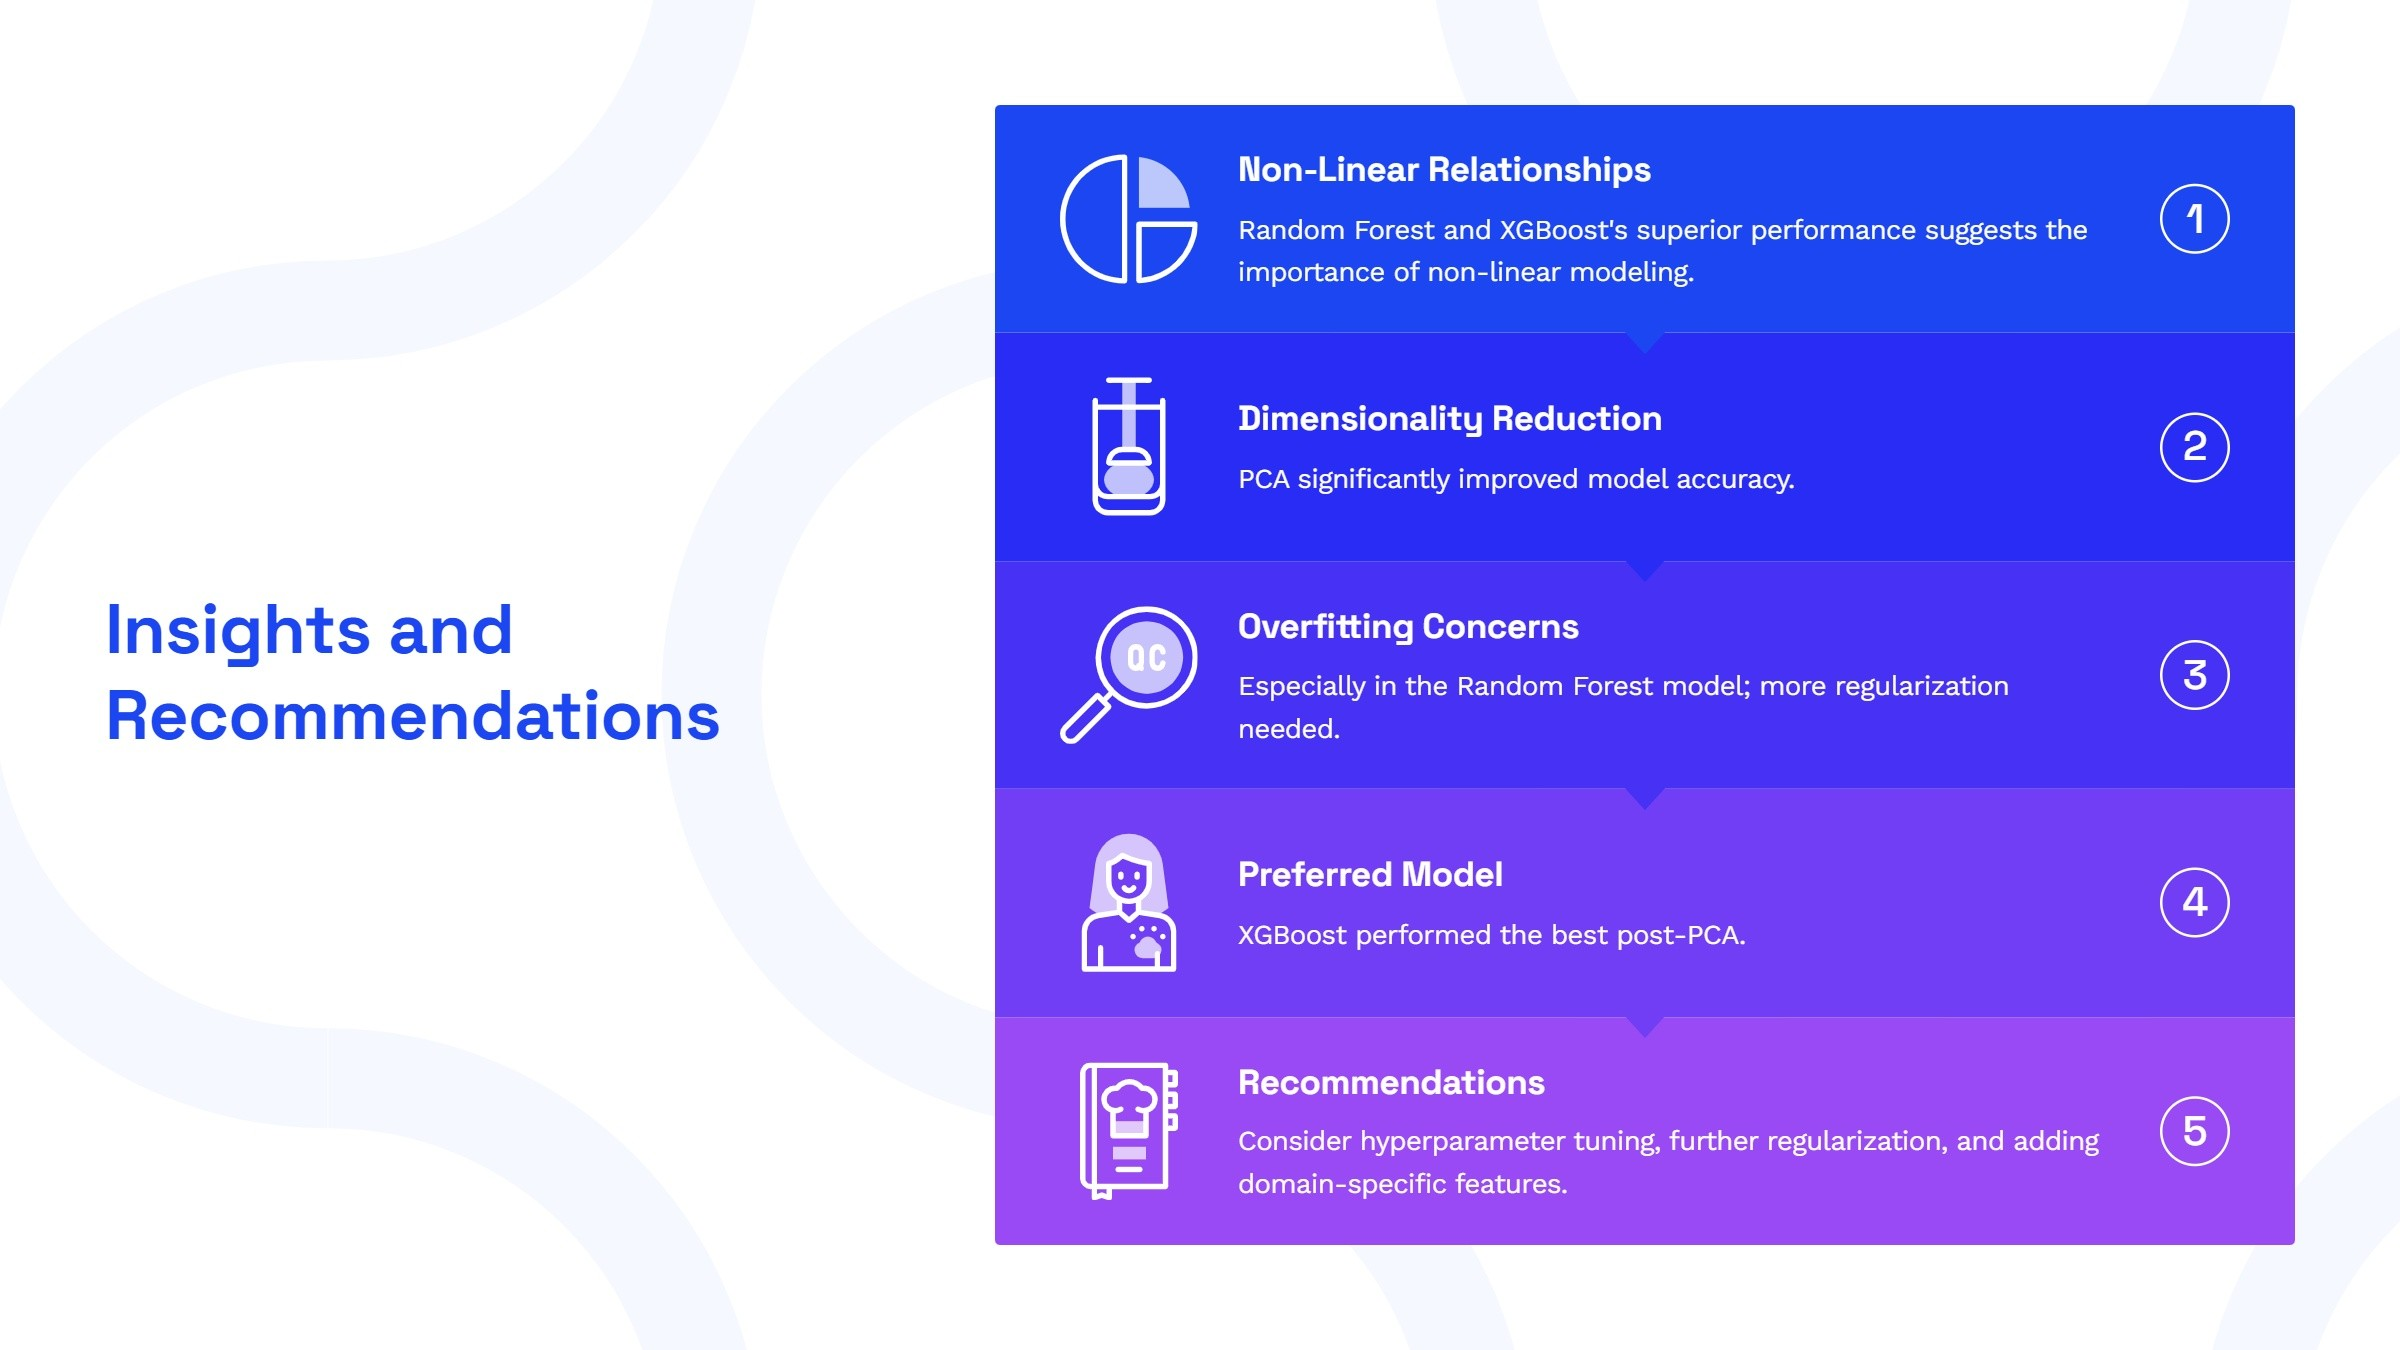 Insights and
Recommendations
Non-Linear Relationships
Random Forest and XGBoost's superior performance suggests the
importance of non-linear modeling.
1
Dimensionality Reduction
PCA significantly improved model accuracy.
2
QC
Overfitting Concerns
Especially in the Random Forest model; more regularization
needed.
3
Preferred Model
XGBoost performed the best post-PCA.
4
Recommendations
Consider hyperparameter tuning, further regularization, and adding
domain-specific features.
5